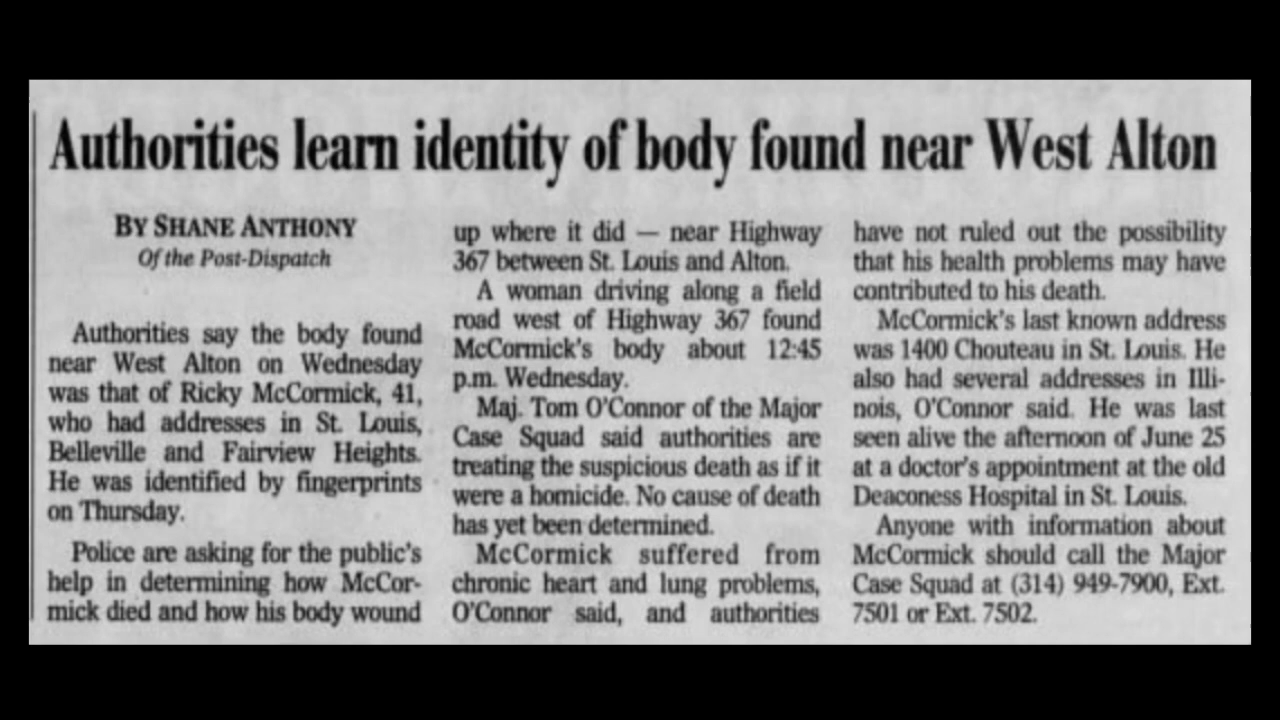 Authorities learn identity of body found near West Alton
BY SHANE ANTHONY
Of the Post-Dispatch
Authorities say the body found
near West Alton on Wednesday
was that of Ricky McCormick, 41,
who had addresses in St. Louis,
Belleville and Fairview Heights.
He was identified by fingerprints
on Thursday.
Police are asking for the public's
help in determining how McCor-
mick died and how his body wound
up where it did — near Highway
367 between St. Louis and Alton.
A woman driving along a field
road west of Highway 367 found
McCormick's body about 12:45
p.m. Wednesday.
Maj. Tom O'Connor of the Major
Case Squad said authorities are
treating the suspicious death as if it
were a homicide. No cause of death
has yet been determined.
McCormick suffered from
chronic heart and lung problems,
O'Connor said, and authorities
have not ruled out the possibility
that his health problems may have
contributed to his death.
McCormick's last known address
was 1400 Chouteau in St. Louis. He
also had several addresses in Illi-
nois, O'Connor said. He was last
seen alive the afternoon of June 25
at a doctor's appointment at the old
Deaconess Hospital in St. Louis.
Anyone with information about
McCormick should call the Major
Case Squad at (314) 949-7900, Ext.
7501 or Ext. 7502.